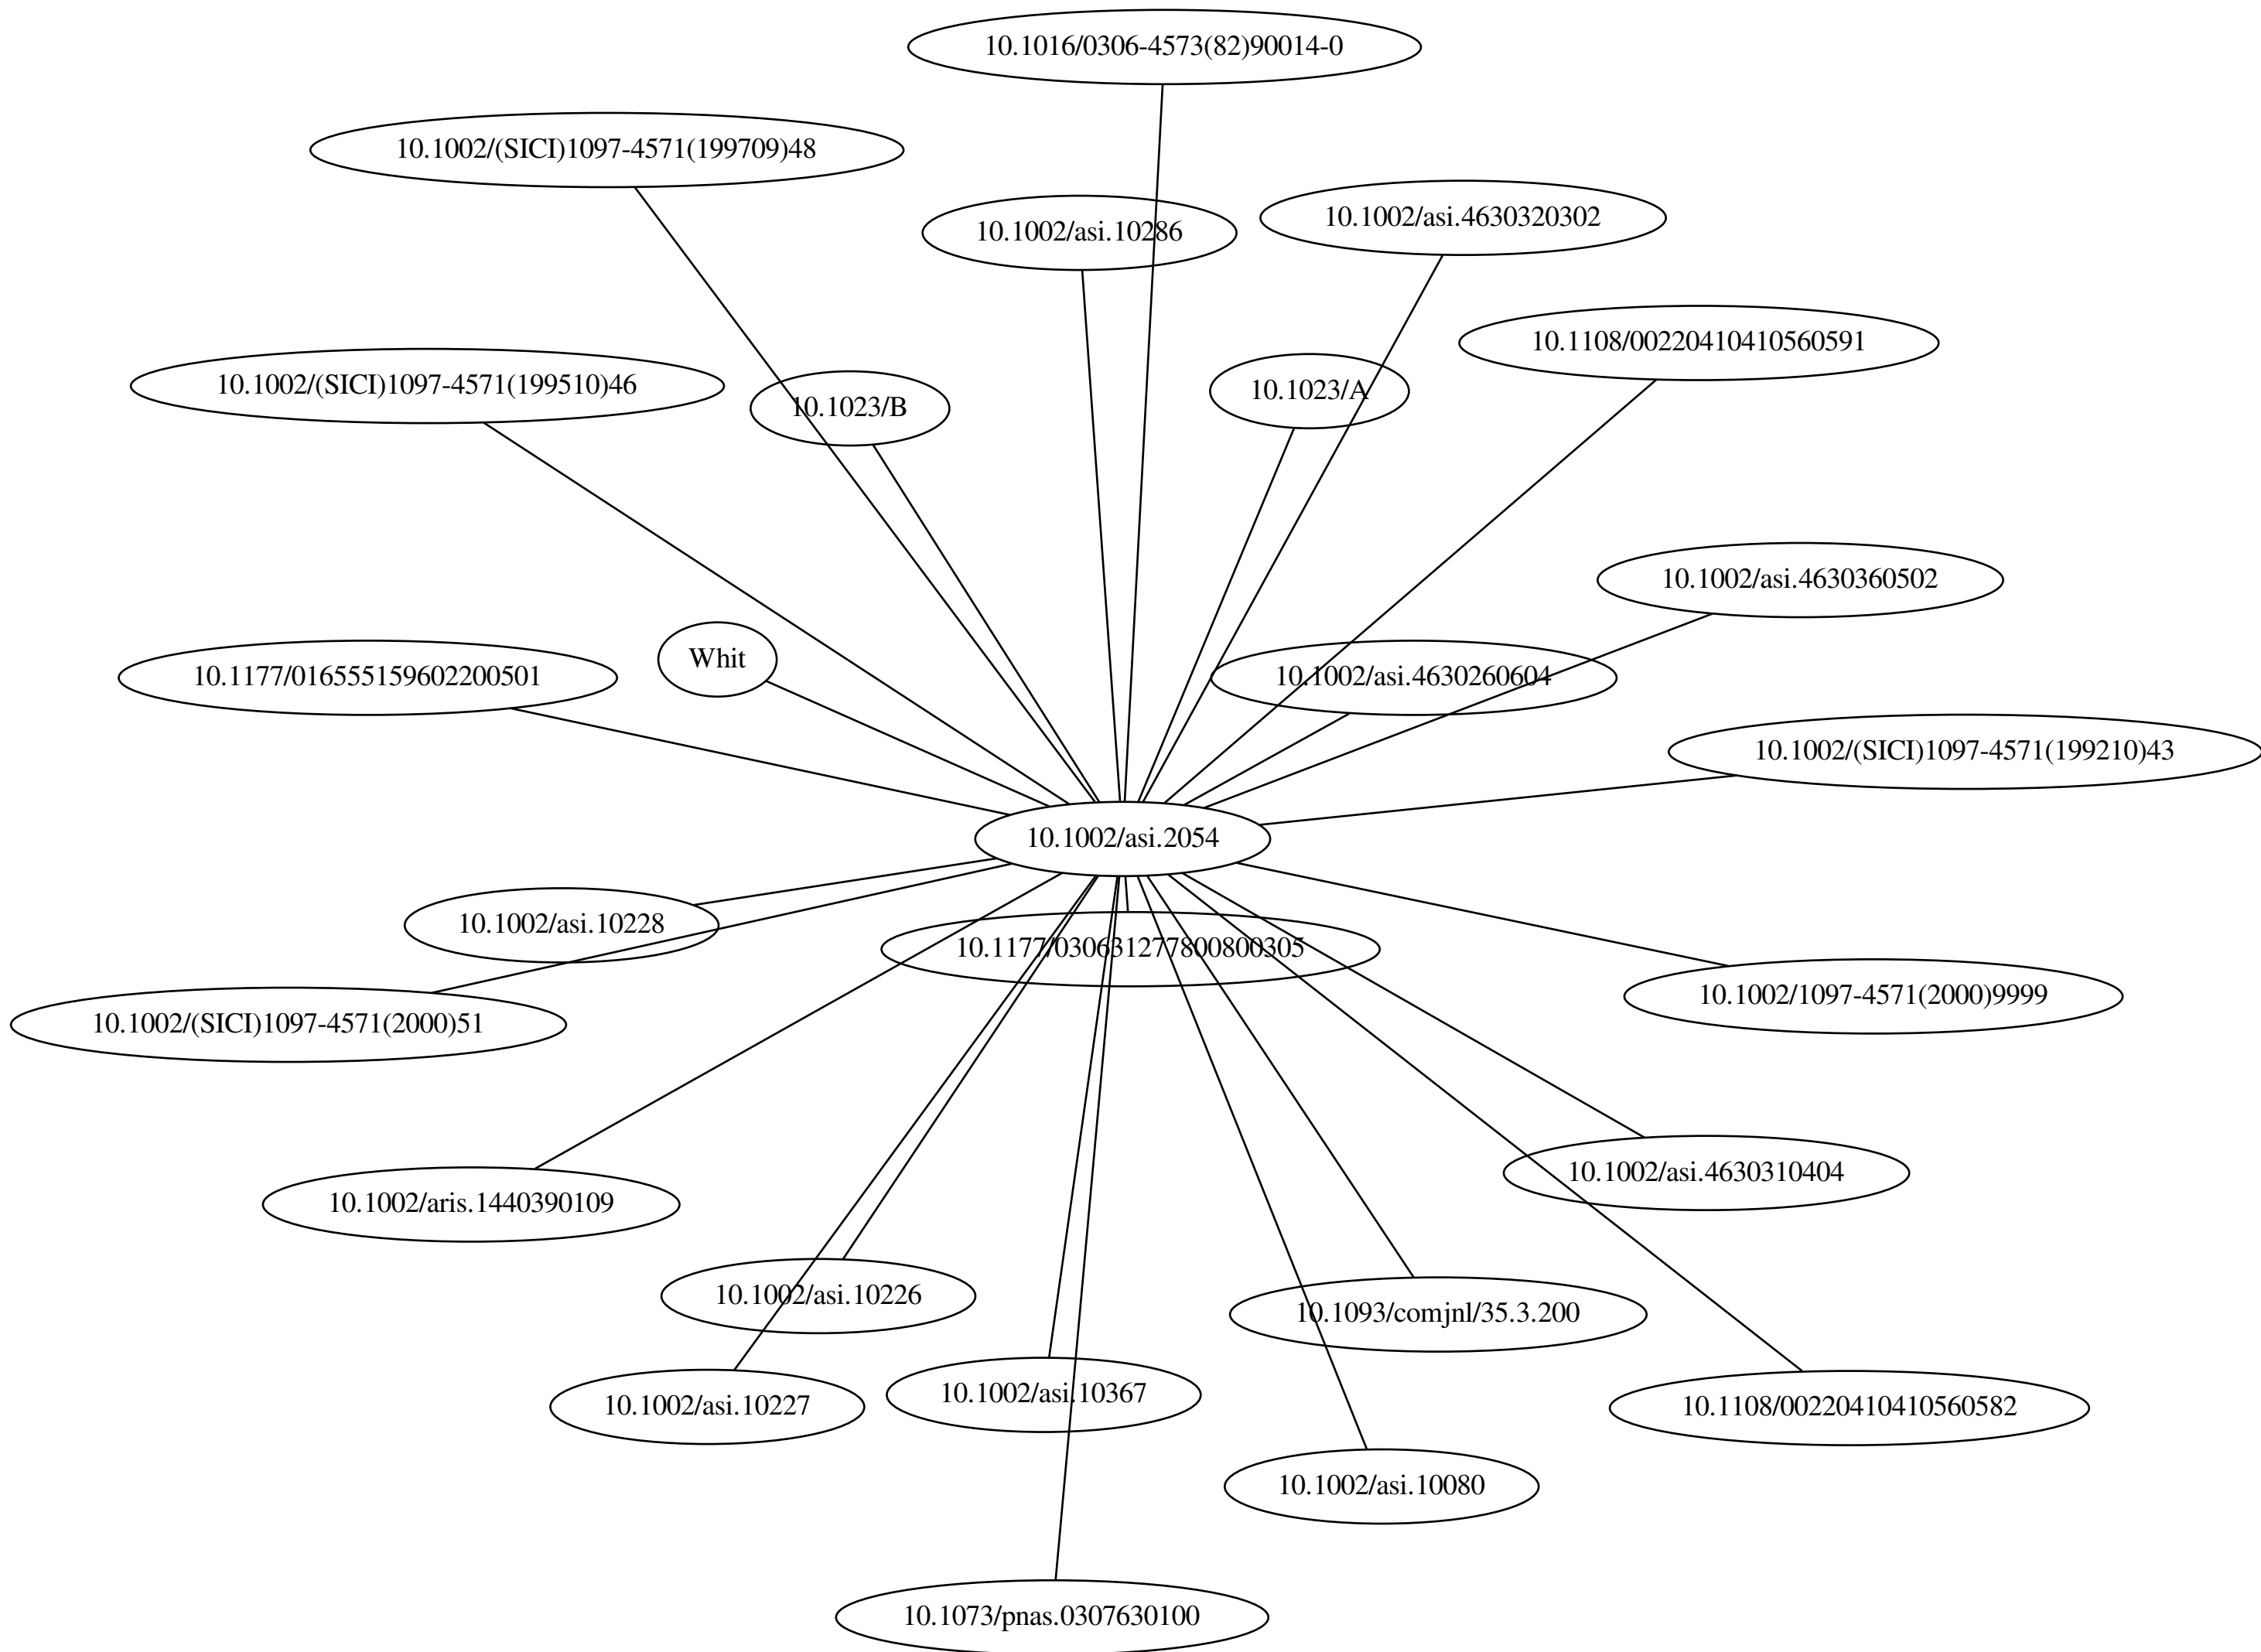 10.1016/0306-4573(82)90014-0
10.1002/(SICI)1097-4571(199709)48
10.1002/asi.4630320302
10.1002/asi.10286
10.1108/00220410410560591
10.1002/(SICI)1097-4571(199510)46
10.1023/A
10.1023/B
10.1002/asi.4630360502
Whit
10.1177/016555159602200501
10.1002/asi.4630260604
10.1002/(SICI)1097-4571(199210)43
10.1002/asi.2054
10.1002/asi.10228
10.1177/030631277800800305
10.1002/1097-4571(2000)9999
10.1002/(SICI)1097-4571(2000)51
10.1002/asi.4630310404
10.1002/aris.1440390109
10.1002/asi.10226
10.1093/comjnl/35.3.200
10.1002/asi.10367
10.1002/asi.10227
10.1108/00220410410560582
10.1002/asi.10080
10.1073/pnas.0307630100